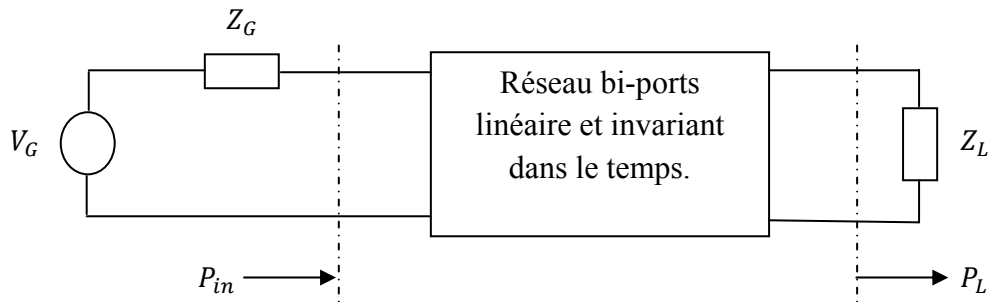 Z_G
V_G
Réseau bi-ports
linéaire et invariant
dans le temps.
Z_L
P_in
P_L